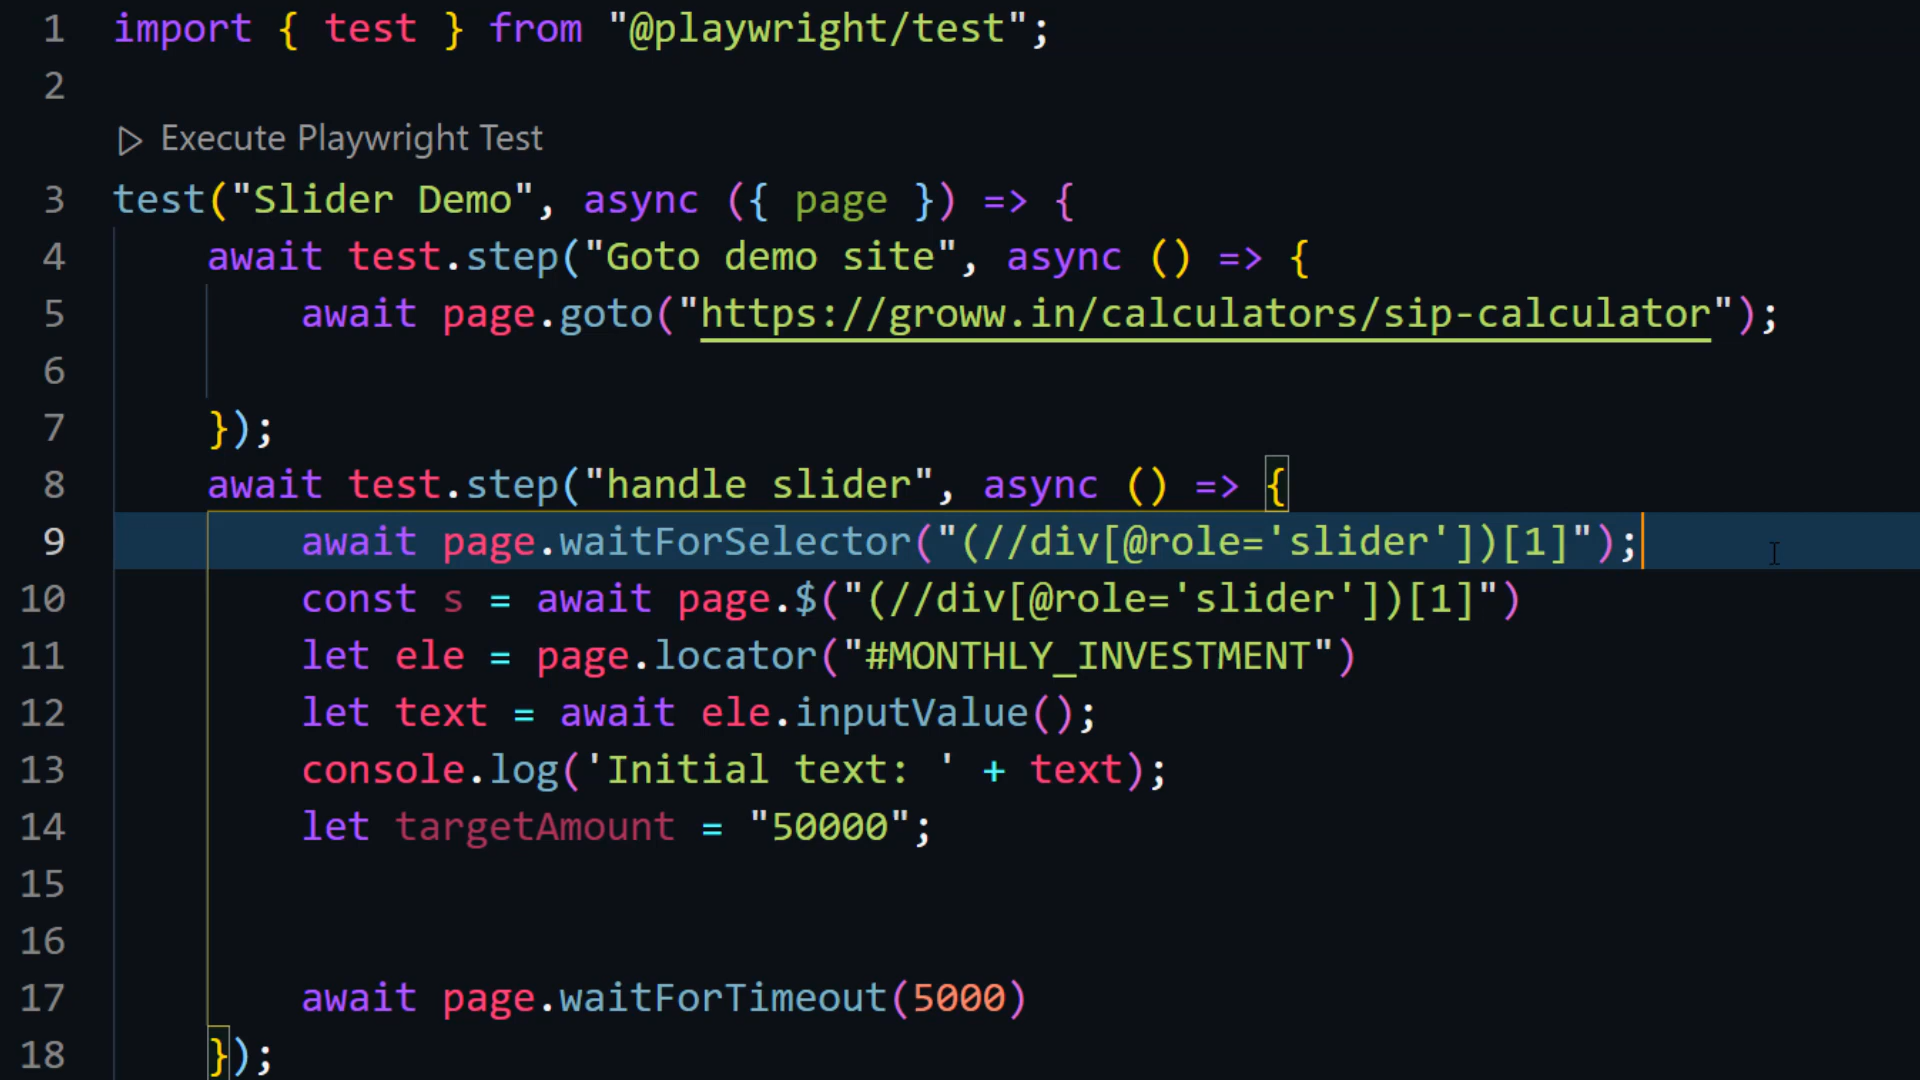 1 import { test } from "@playwright/test";
2
Execute Playwright Test
3 test("Slider Demo", async ({ page }) => {
4     await test.step("Goto demo site", async () => {
5         await page.goto("https://groww.in/calculators/sip-calculator");
6
7     });
8     await test.step("handle slider", async () => {
9         await page.waitForSelector("(//div[@role='slider'])[1]");
10         const s = await page.$("(//div[@role='slider'])[1]")
11         let ele = page.locator("#MONTHLY_INVESTMENT")
12         let text = await ele.inputValue();
13         console.log('Initial text: ' + text);
14         let targetAmount = "50000";
15
16
17         await page.waitForTimeout(5000)
18     });